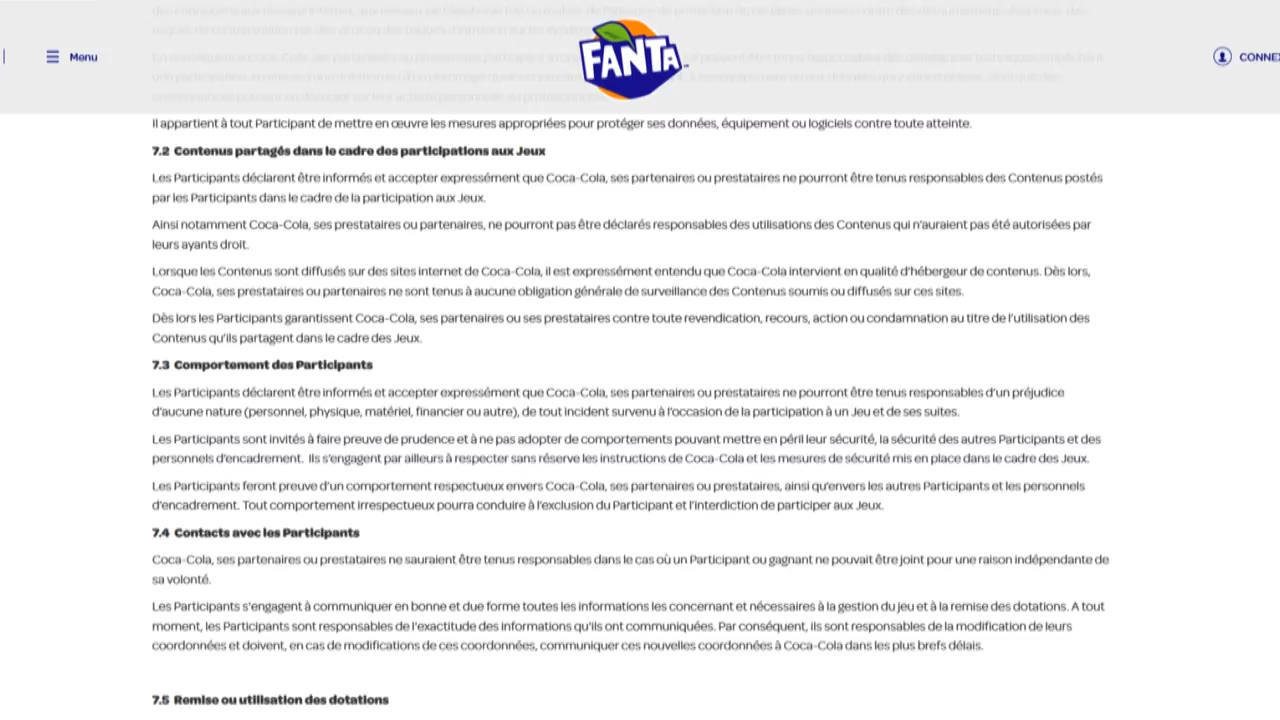 Menu
FANTA
CONNE
Il appartient à tout Participant de mettre en œuvre les mesures appropriées pour protéger ses données, équipement ou logiciels contre toute atteinte.
7.2 Contenus partagés dans le cadre des participations aux Jeux
Les Participants déclarent être informés et accepter expressément que Coca-Cola, ses partenaires ou prestataires ne pourront être tenus responsables des Contenus postés
par les Participants dans le cadre de la participation aux Jeux.
Ainsi notamment Coca-Cola, ses prestataires ou partenaires, ne pourront pas être déclarés responsables des utilisations des Contenus qui n'auraient pas été autorisées par
leurs ayants droit.
Lorsque les Contenus sont diffusés sur des sites internet de Coca-Cola, il est expressément entendu que Coca-Cola intervient en qualité d'hébergeur de contenus. Dès lors,
Coca-Cola, ses prestataires ou partenaires ne sont tenus à aucune obligation générale de surveillance des Contenus soumis ou diffusés sur ces sites.
Dès lors les Participants garantissent Coca-Cola, ses partenaires ou ses prestataires contre toute revendication, recours, action ou condamnation au titre de l'utilisation des
Contenus qu'ils partagent dans le cadre des Jeux.
7.3 Comportement des Participants
Les Participants déclarent être informés et accepter expressément que Coca-Cola, ses partenaires ou prestataires ne pourront être tenus responsables d'un préjudice
d'aucune nature (personnel, physique, matériel, financier ou autre), de tout incident survenu à l'occasion de la participation à un Jeu et de ses suites.
Les Participants sont invités à faire preuve de prudence et à ne pas adopter de comportements pouvant mettre en péril leur sécurité, la sécurité des autres Participants et des
personnels d'encadrement. Ils s'engagent par ailleurs à respecter sans réserve les instructions de Coca-Cola et les mesures de sécurité mis en place dans le cadre des Jeux.
Les Participants feront preuve d'un comportement respectueux envers Coca-Cola, ses partenaires ou prestataires, ainsi qu'envers les autres Participants et les personnels
d'encadrement. Tout comportement irrespectueux pourra conduire à l'exclusion du Participant et l'interdiction de participer aux Jeux.
7.4 Contacts avec les Participants
Coca-Cola, ses partenaires ou prestataires ne sauraient être tenus responsables dans le cas où un Participant ou gagnant ne pouvait être joint pour une raison indépendante de
sa volonté.
Les Participants s'engagent à communiquer en bonne et due forme toutes les informations les concernant et nécessaires à la gestion du jeu et à la remise des dotations. A tout
moment, les Participants sont responsables de l'exactitude des informations qu'ils ont communiquées. Par conséquent, ils sont responsables de la modification de leurs
coordonnées et doivent, en cas de modifications de ces coordonnées, communiquer ces nouvelles coordonnées à Coca-Cola dans les plus brefs délais.
7.5 Remise ou utilisation des dotations